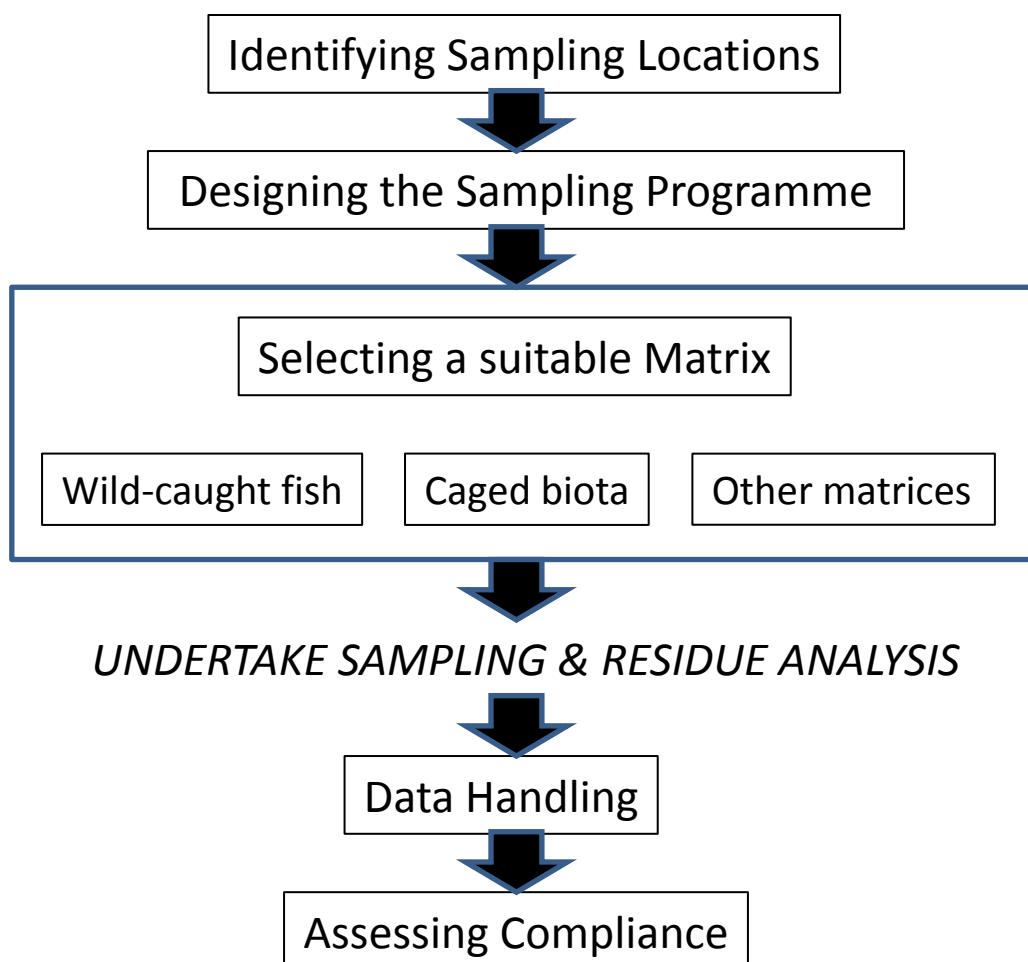 Identifying Sampling Locations
Designing the Sampling Programme
Selecting a suitable Matrix
Wild-caught fish
Caged biota
Other matrices
UNDERTAKE SAMPLING & RESIDUE ANALYSIS
Data Handling
Assessing Compliance